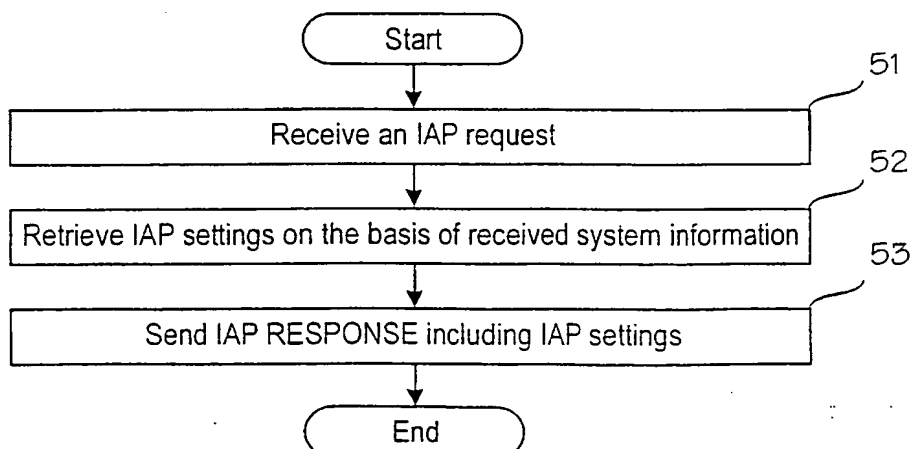 Start
51
Receive an IAP request
52
Retrieve IAP settings on the basis of received system information
53
Send IAP RESPONSE including IAP settings
End